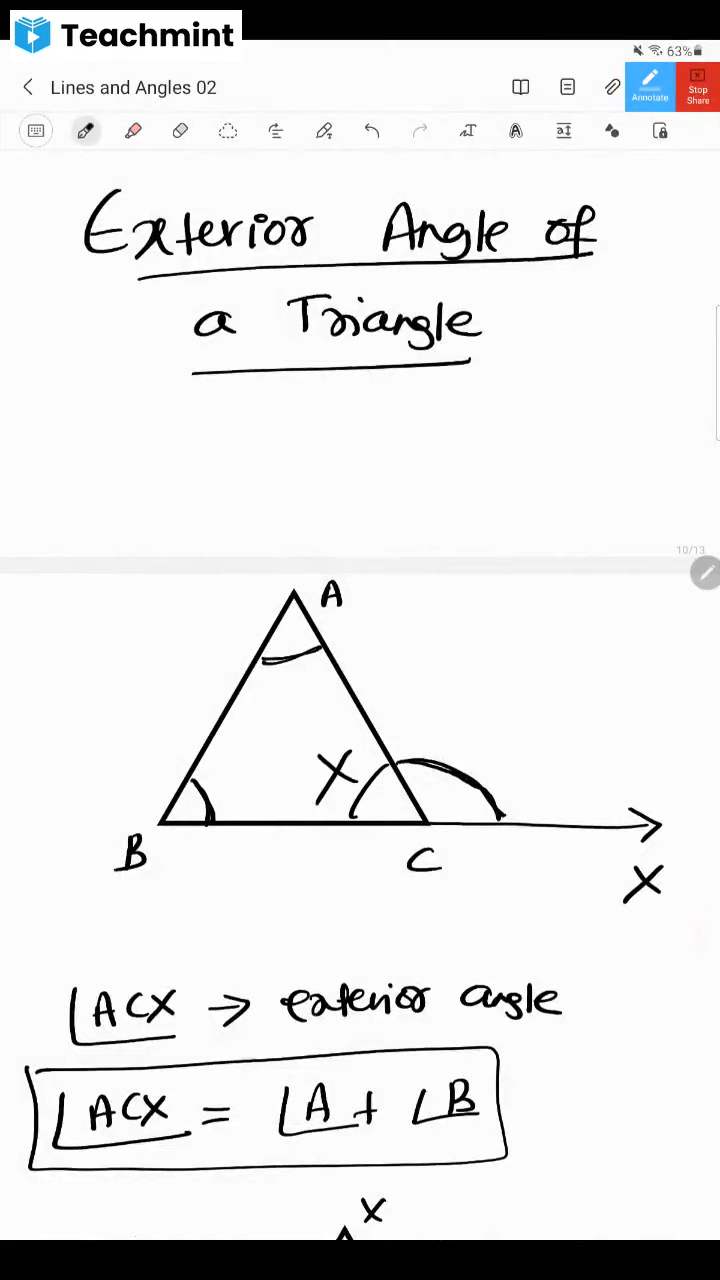 Teachmint
63%
Lines and Angles 02
Annotate
Stop
Share
Exterior Angle of
a Triangle
10/13
A
X
B
C
X
∠ACX → exterior angle
∠ACX = ∠A + ∠B
X